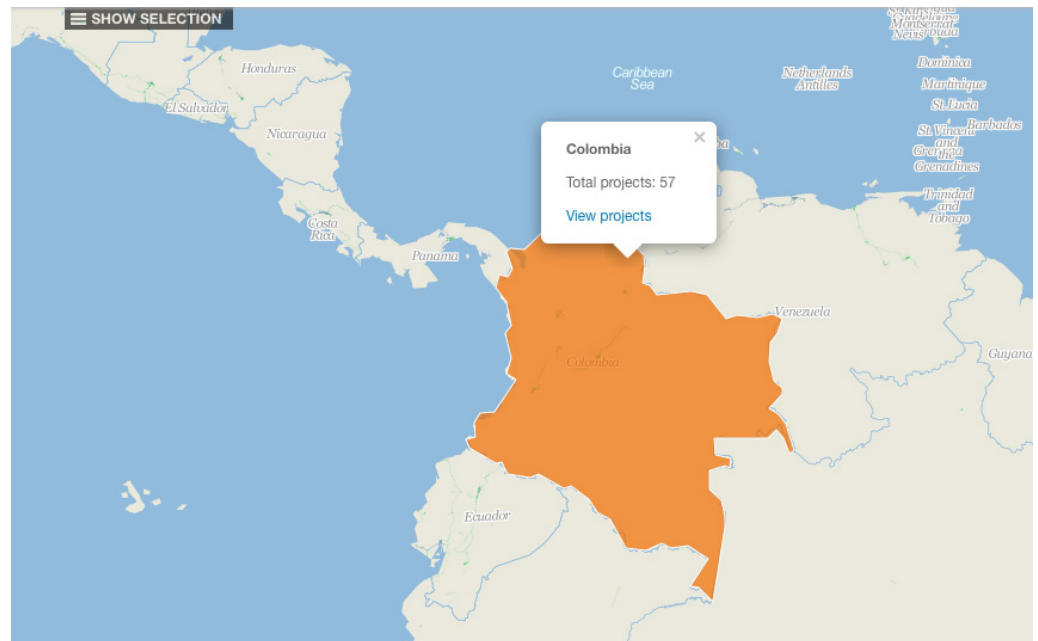 SHOW SELECTION
Montserrat
Nevis
Honduras
Caribbean
Sea
Netherlands
Antilles
Dominica
Martinique
El Salvador
St. Lucia
Nicaragua
St. Vincent
and
the
Grenadines
Barbados
Grenada
Colombia
×
Total projects: 57
View projects
Trinidad
and
Tobago
Costa
Rica
Panama
Venezuela
Guyana
Colombia
Ecuador